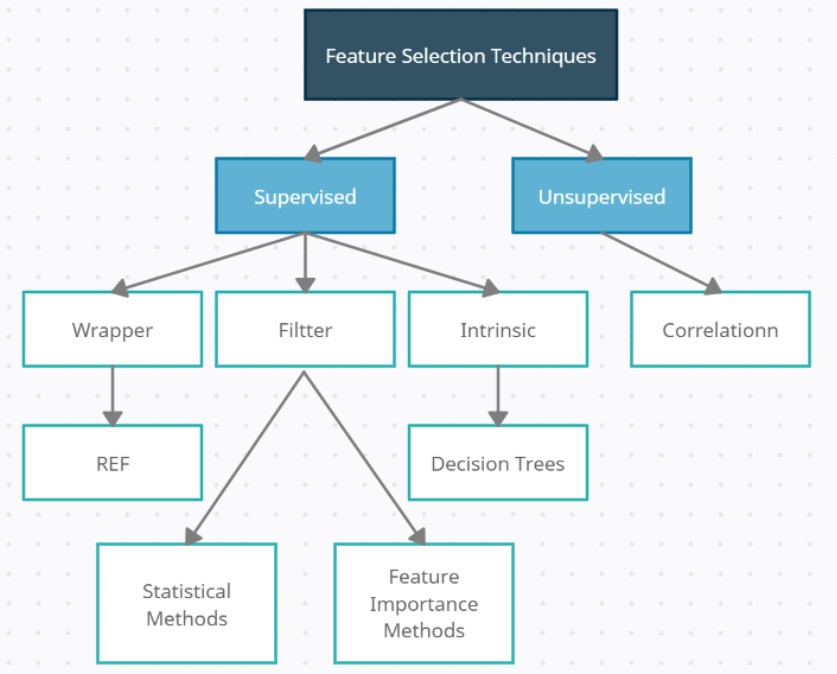 Feature Selection Techniques
Supervised
Unsupervised
Wrapper
Filtter
Intrinsic
Correlationn
REF
Decision Trees
Statistical
Methods
Feature
Importance
Methods